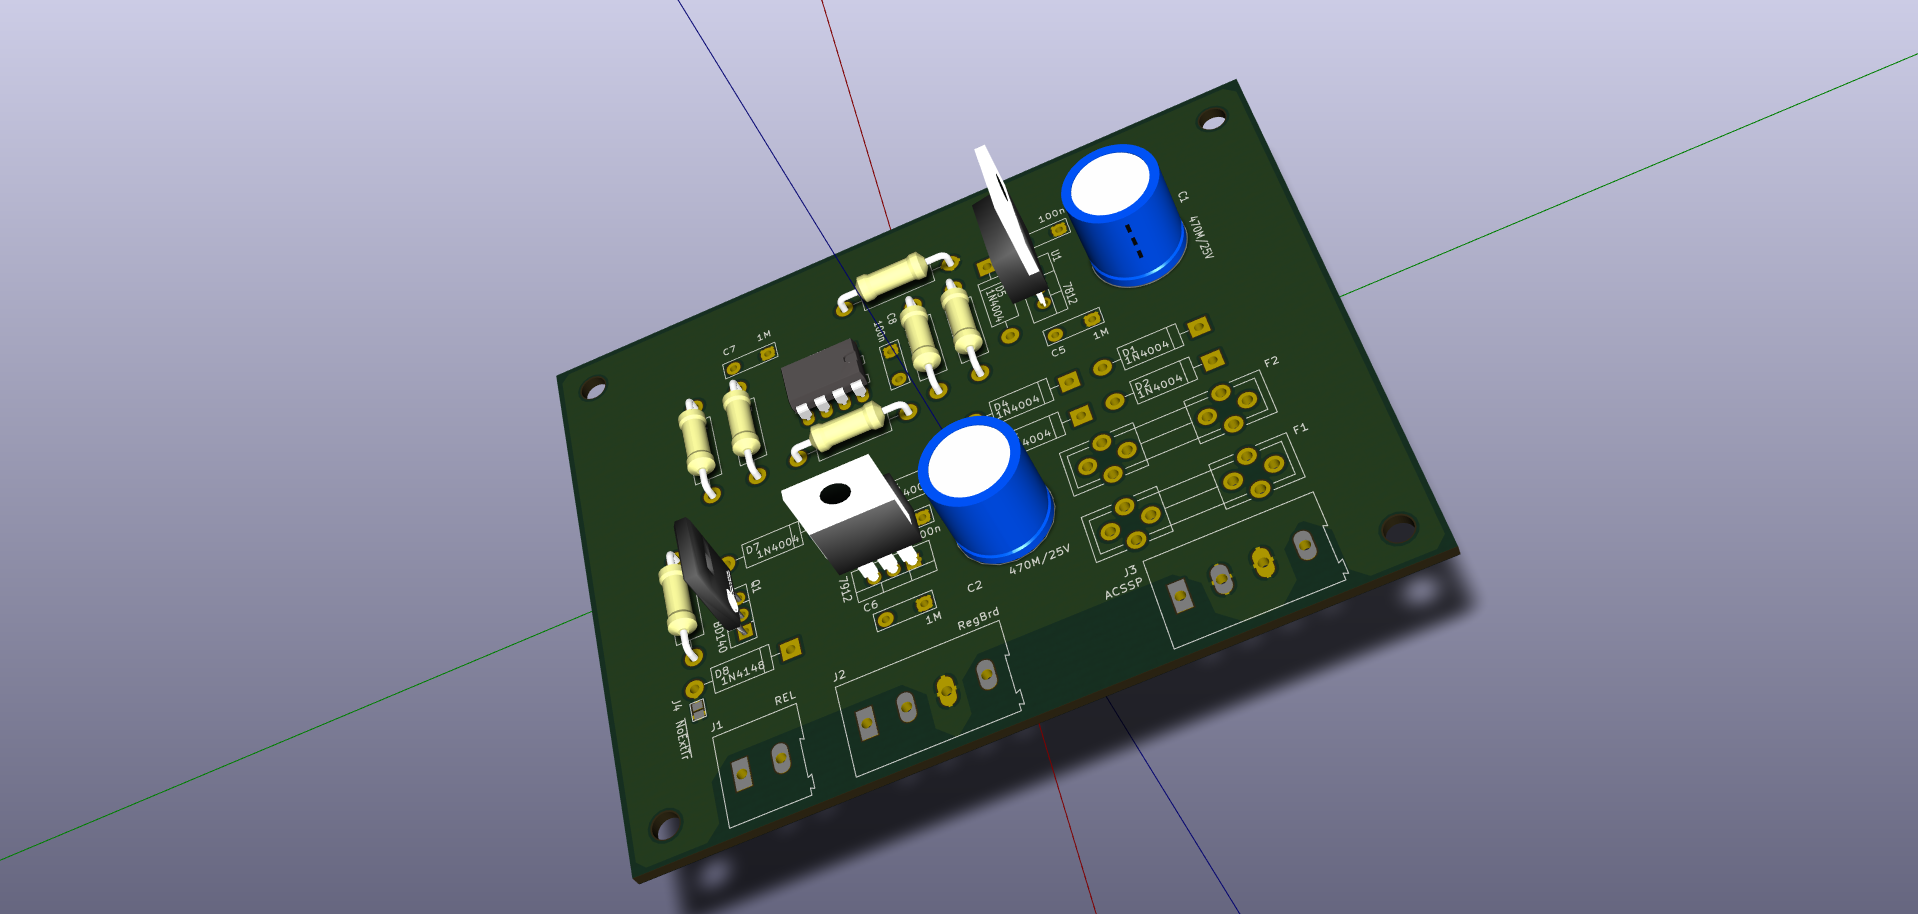 C1
470M/25V
100n
U1
7812
D5
1N4004
C8
100n
C5
1M
C7
1M
D1
1N4004
D2
1N4004
D4
1N4004
4004
F2
F1
D7
1N4004
400
00n
7912
C6
1M
C2
470M/25V
Q1
BD140
D8
1N4148
J4
NoExtTr
J1
REL
J2
RegBrd
J3
ACSSP